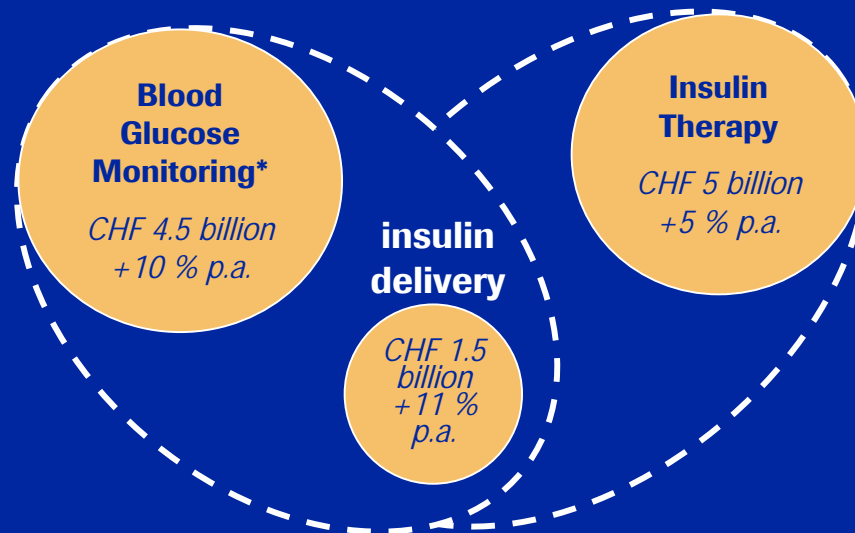 Blood
Glucose
Monitoring*
CHF 4.5 billion
+10 % p.a.
insulin
delivery
CHF 1.5
billion
+11 %
p.a.
Insulin
Therapy
CHF 5 billion
+5 % p.a.